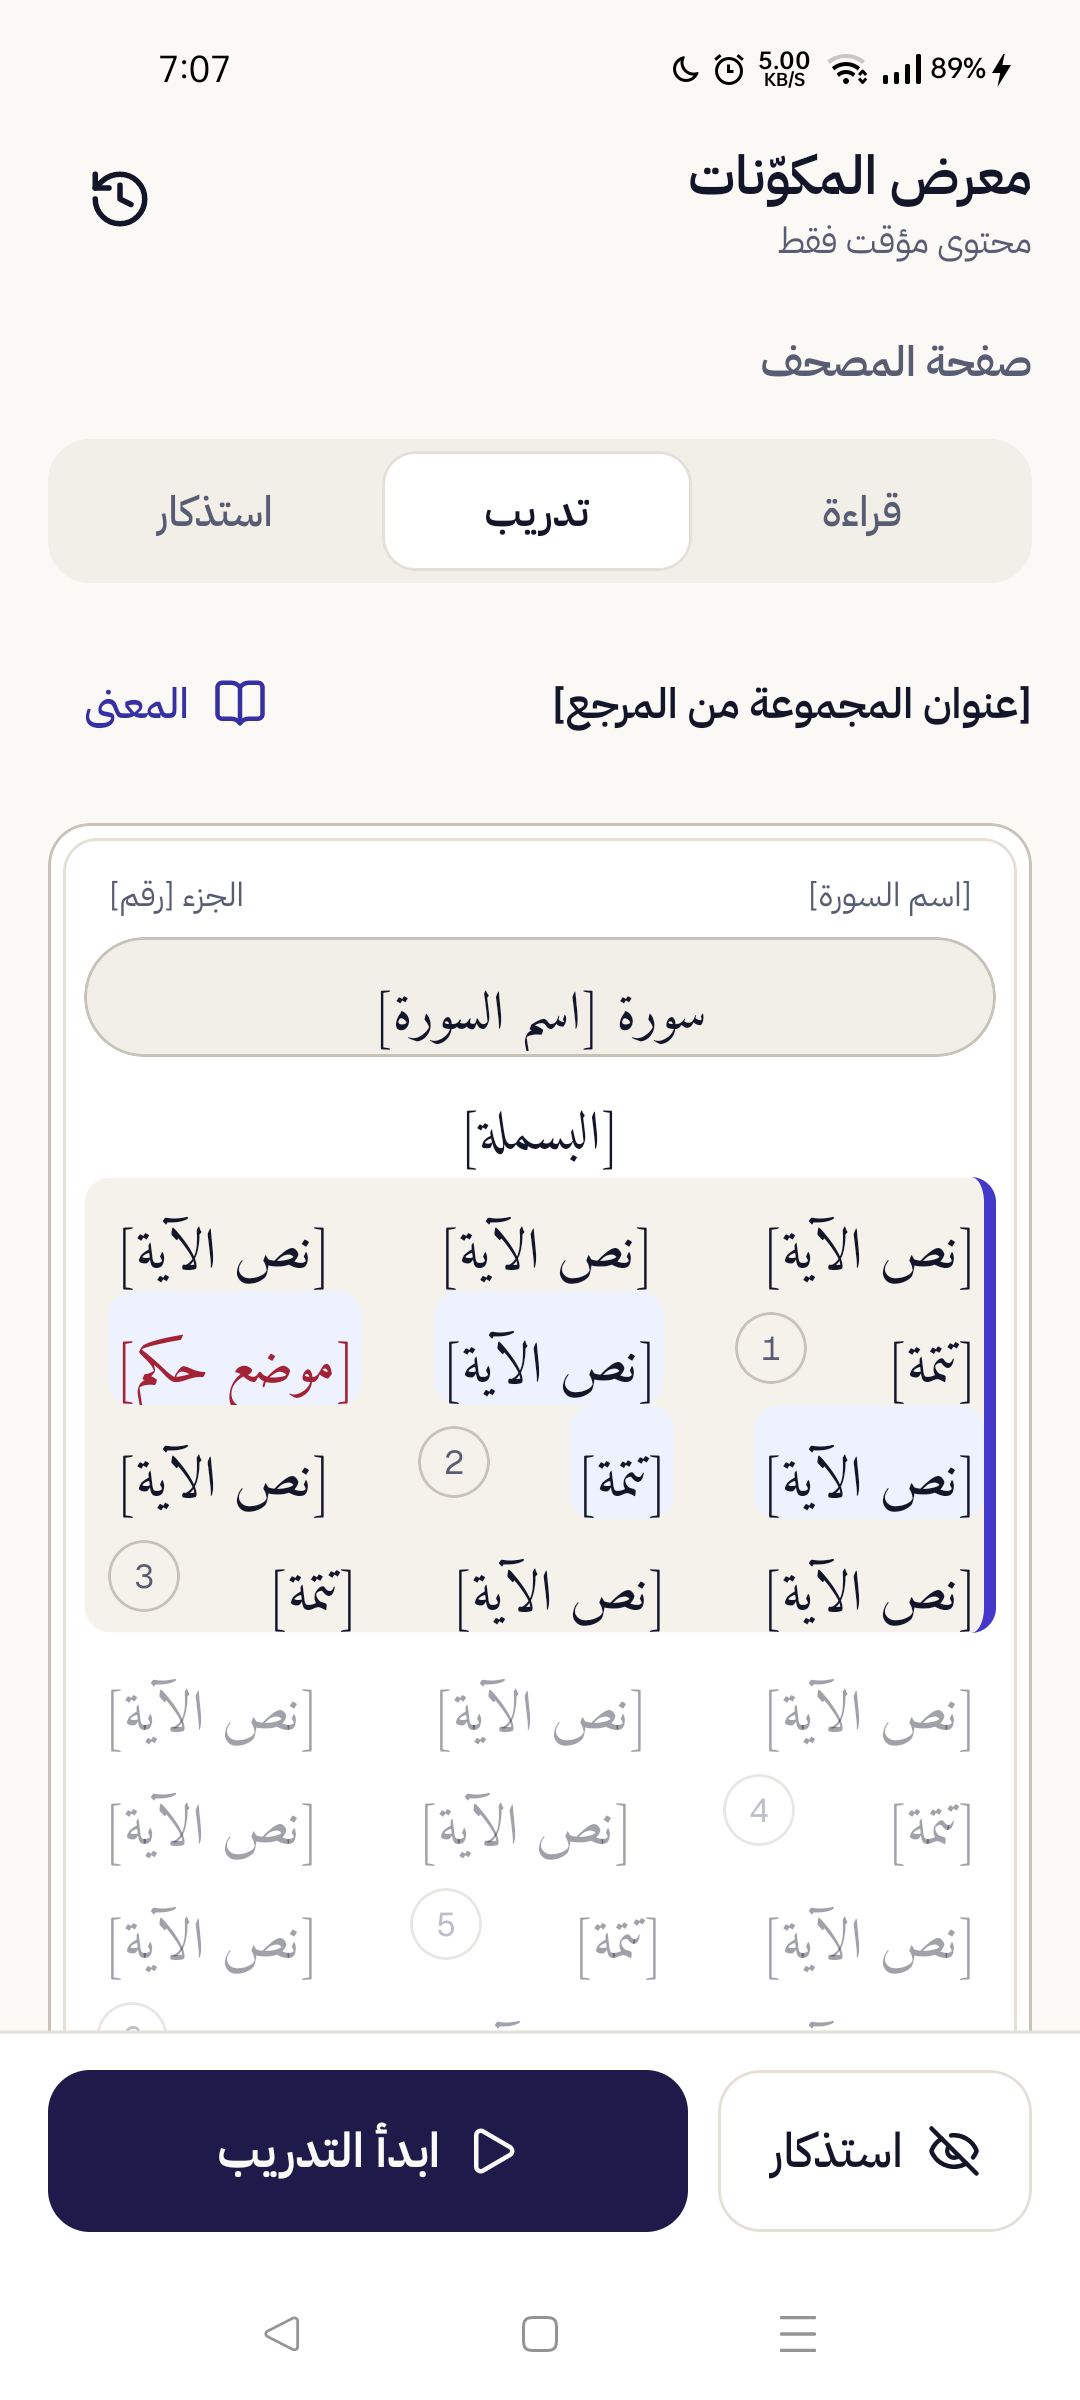 7:07 5.00 KB/S 89%
معرض المكوّنات
محتوى مؤقت فقط
صفحة المصحف
قراءة تدريب استذكار
[عنوان المجموعة من المرجع] المعنى
[اسم السورة] الجزء [رقم]
سورة [اسم السورة]
[البسملة]
[نص الآية] [نص الآية] [نص الآية]
[تتمة] 1 [نص الآية] [موضع حكم]
[نص الآية] [تتمة] 2 [نص الآية]
[نص الآية] [نص الآية] [تتمة] 3
[نص الآية] [نص الآية] [نص الآية]
[تتمة] 4 [نص الآية] [نص الآية]
[نص الآية] [تتمة] 5 [نص الآية]
استذكار ابدأ التدريب